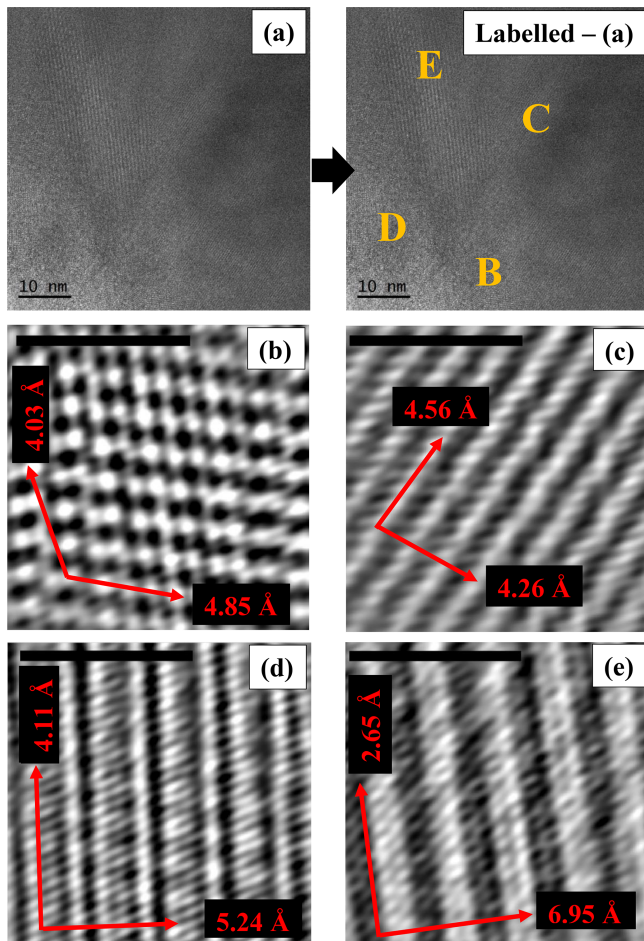 (a)
Labelled – (a)
E
C
D
B
10 nm
10 nm
(b)
(c)
4.03 Å
4.56 Å
4.85 Å
4.26 Å
(d)
(e)
4.11 Å
2.65 Å
5.24 Å
6.95 Å